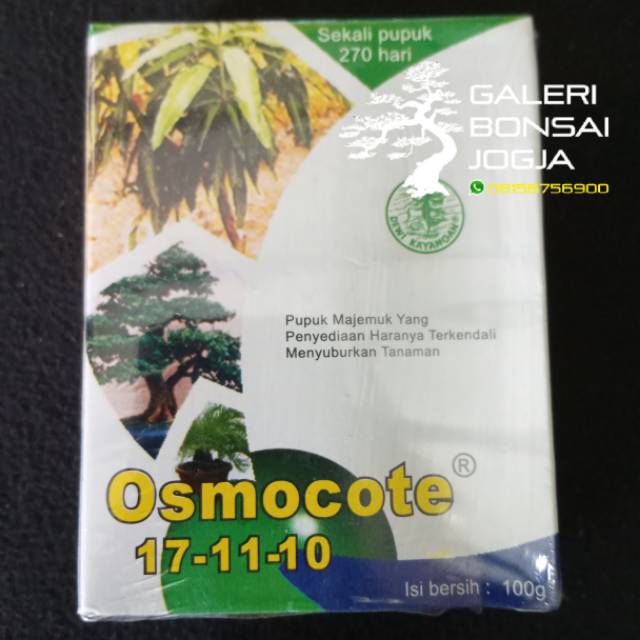 Sekali pupuk
270 hari
GALERI
BONSAI
JOGJA
08156756900
DEWI KAYANGAN
Pupuk Majemuk Yang
Penyediaan Haranya Terkendali
Menyuburkan Tanaman
Osmocote®
17-11-10
Isi bersih : 100g